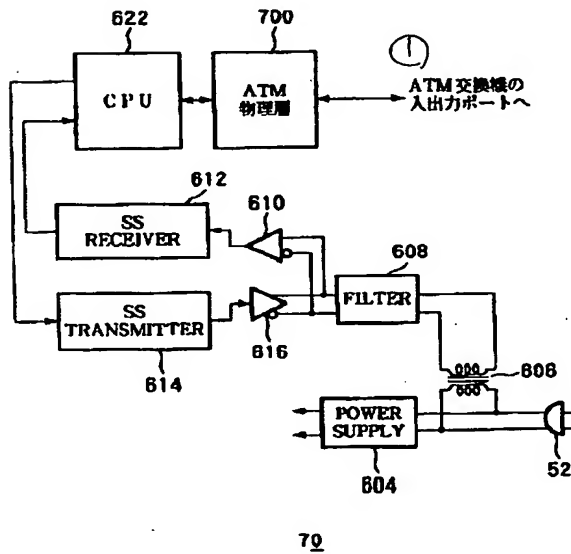 622
700
①
CPU
ATM
物理層
ATM交換機の
入出力ポートへ
612
610
SS
RECEIVER
608
FILTER
SS
TRANSMITTER
616
614
606
POWER
SUPPLY
52
604
70